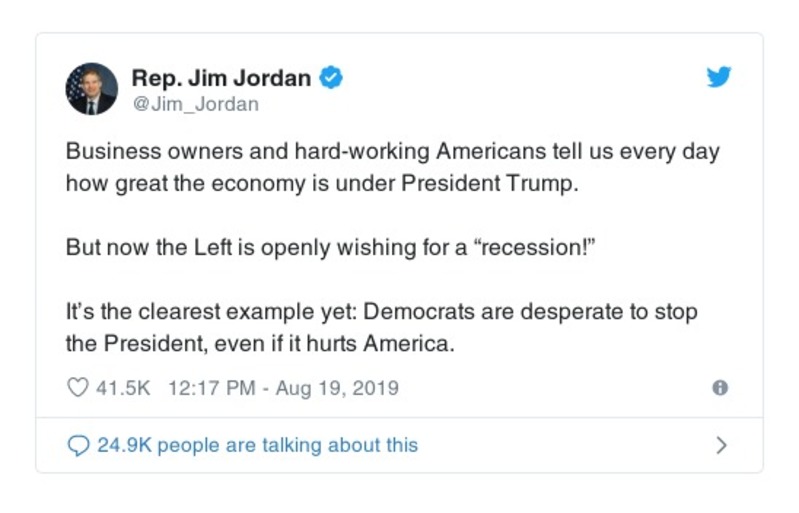 Rep. Jim Jordan
@Jim_Jordan
Business owners and hard-working Americans tell us every day
how great the economy is under President Trump.
But now the Left is openly wishing for a “recession!”
It’s the clearest example yet: Democrats are desperate to stop
the President, even if it hurts America.
41.5K 12:17 PM - Aug 19, 2019
24.9K people are talking about this